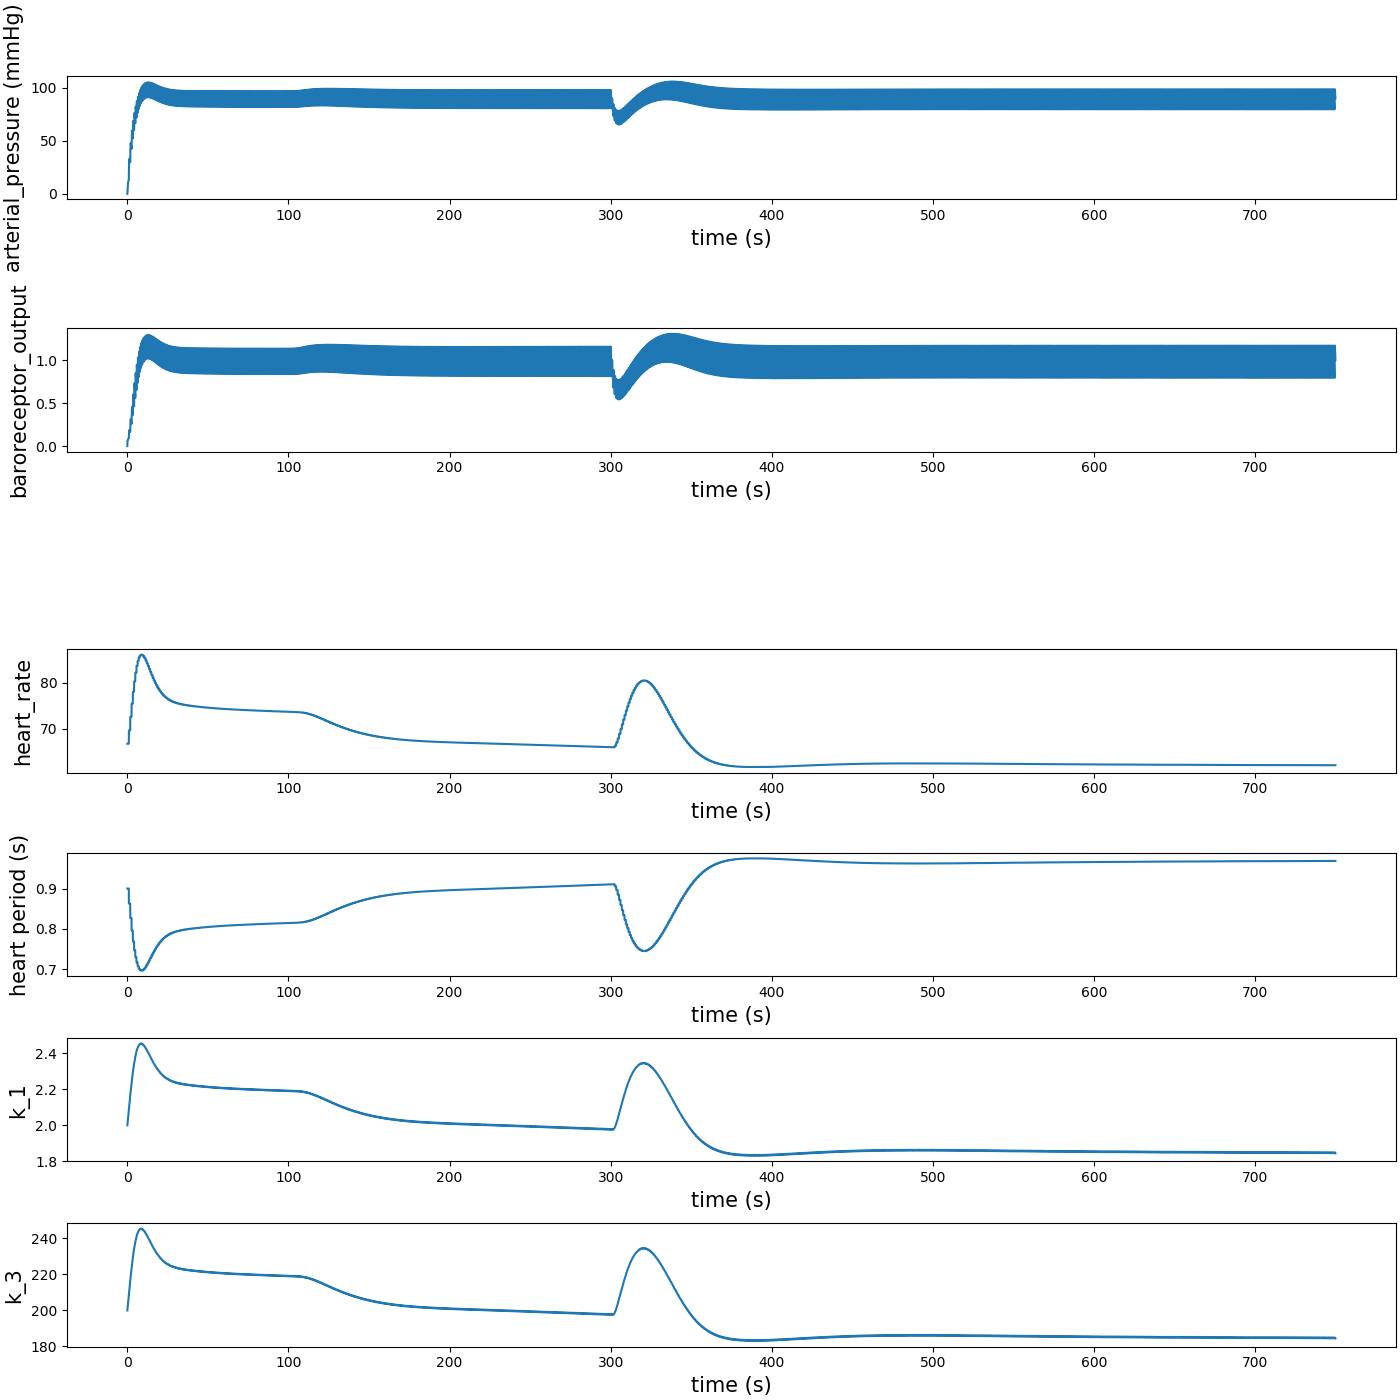 arterial_pressure (mmHg)
100
50
0
0 100 200 300 400 500 600 700
time (s)
baroreceptor_output
1.0
0.5
0.0
0 100 200 300 400 500 600 700
time (s)
heart_rate
80
70
0 100 200 300 400 500 600 700
time (s)
heart period (s)
0.9
0.8
0.7
0 100 200 300 400 500 600 700
time (s)
k_1
2.4
2.2
2.0
1.8
0 100 200 300 400 500 600 700
time (s)
k_3
240
220
200
180
0 100 200 300 400 500 600 700
time (s)